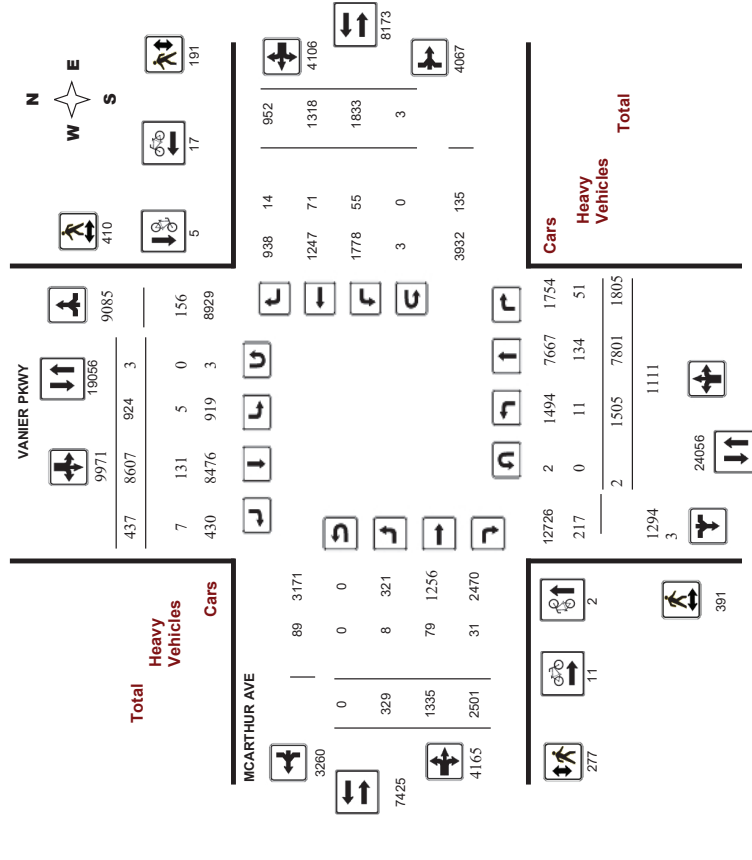 N
W E
S
191
17
410
5
VANIER PKWY
19056
9971
9085
437 8607 924 3
7 131 5 0 156
430 8476 919 3 8929
Total
Heavy
Vehicles
Cars
4106
8173
4067
938 14 952
1247 71 1318
1778 55 1833
3 0 3
3932 135
MCARTHUR AVE
3260
7425
4165
89 3171
0 0 0
329 8 321
1335 79 1256
2501 31 2470
Cars
Heavy
Vehicles
Total
12726 2 1494 7667 1754
217 0 11 134 51
2 1505 7801 1805
1294
3
1111
24056
277
11
2
391